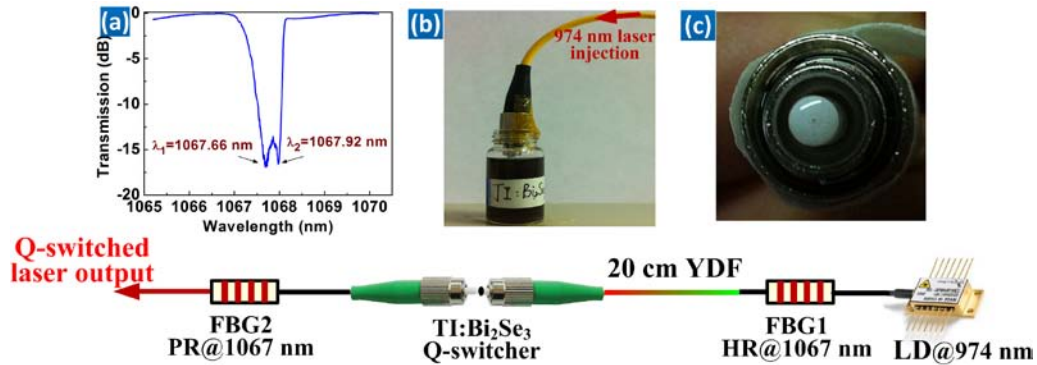 (a)
0
-5
-10
-15
-20
Transmission (dB)
λ₁=1067.66 nm
λ₂=1067.92 nm
1065 1066 1067 1068 1069 1070
Wavelength (nm)
(b)
974 nm laser
injection
TI:Bi₂Se
(c)
Q-switched
laser output
20 cm YDF
FBG2
PR@1067 nm
TI:Bi₂Se₃
Q-switcher
FBG1
HR@1067 nm
LD@974 nm